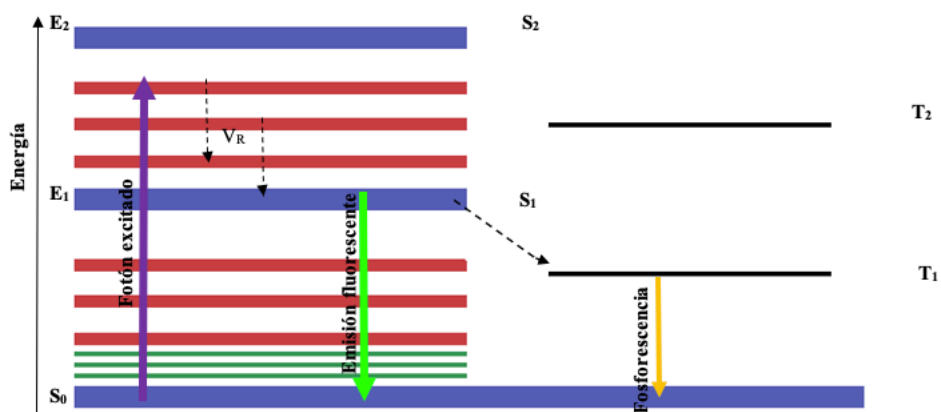 E₂
S₂
T₂
Energía
V_R
E₁
S₁
Fotón excitado
Emisión fluorescente
T₁
Fosforescencia
S₀